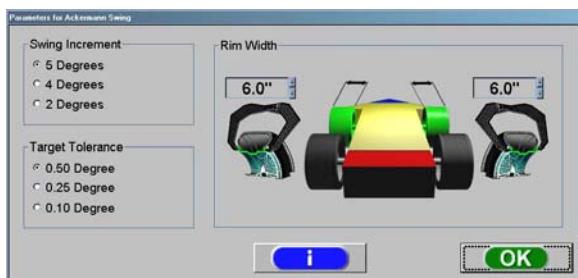 Parameters for Ackermann Swing
Swing Increment
5 Degrees
4 Degrees
2 Degrees
Target Tolerance
0.50 Degree
0.25 Degree
0.10 Degree
Rim Width
6.0"
6.0"
i
OK